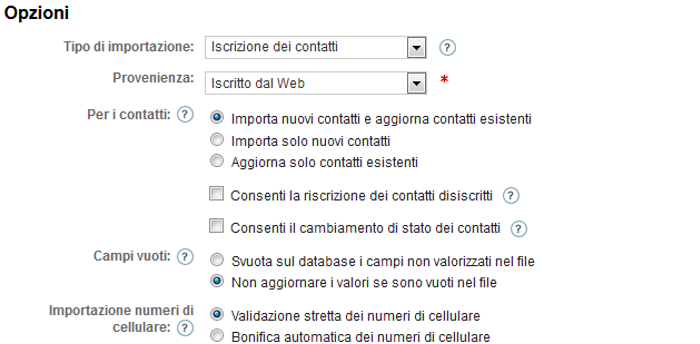 Opzioni
Tipo di importazione: Iscrizione dei contatti ?
Provenienza: Iscritto dal Web *
Per i contatti: ? Importa nuovi contatti e aggiorna contatti esistenti
Importa solo nuovi contatti
Aggiorna solo contatti esistenti
Consenti la riscrizione dei contatti disiscritti ?
Consenti il cambiamento di stato dei contatti ?
Campi vuoti: ? Svuota sul database i campi non valorizzati nel file
Non aggiornare i valori se sono vuoti nel file
Importazione numeri di
cellulare: ? Validazione stretta dei numeri di cellulare
Bonifica automatica dei numeri di cellulare